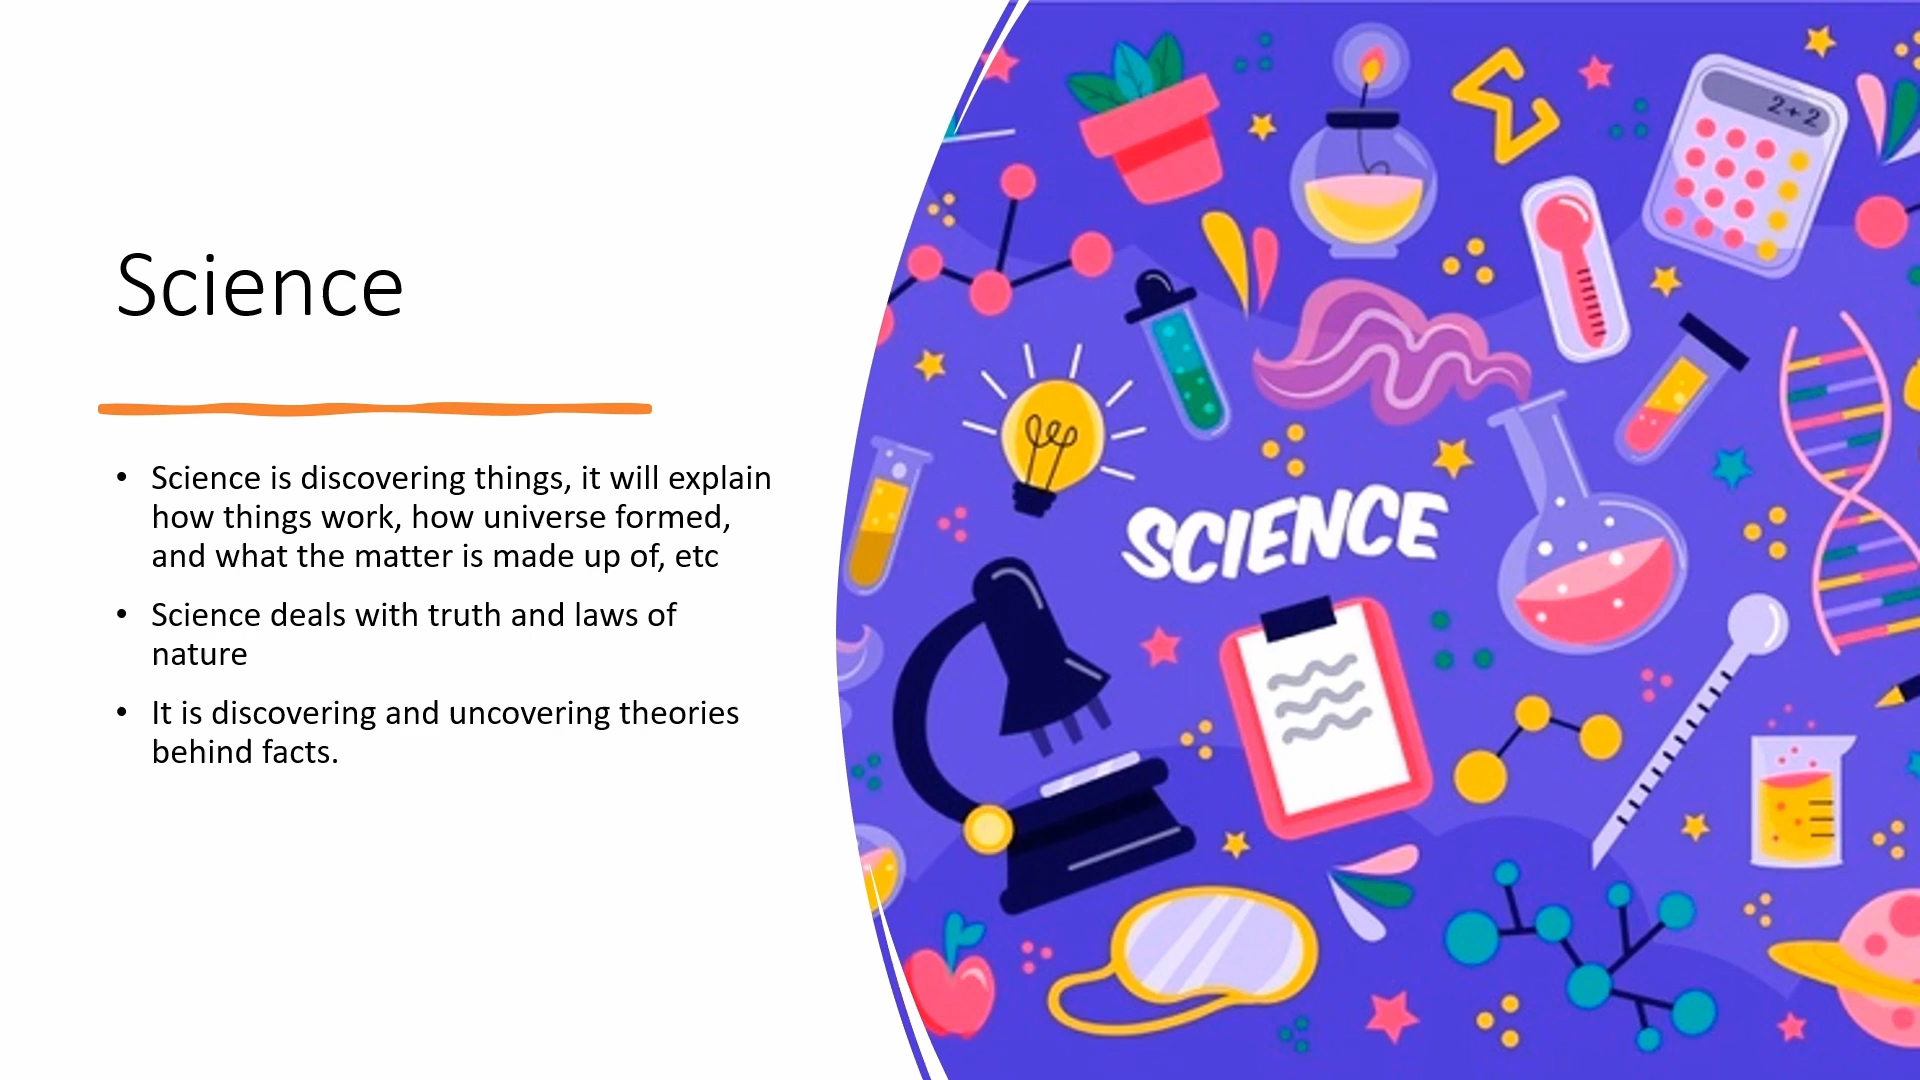 Science
• Science is discovering things, it will explain
how things work, how universe formed,
and what the matter is made up of, etc
• Science deals with truth and laws of
nature
• It is discovering and uncovering theories
behind facts.
2+2
SCIENCE